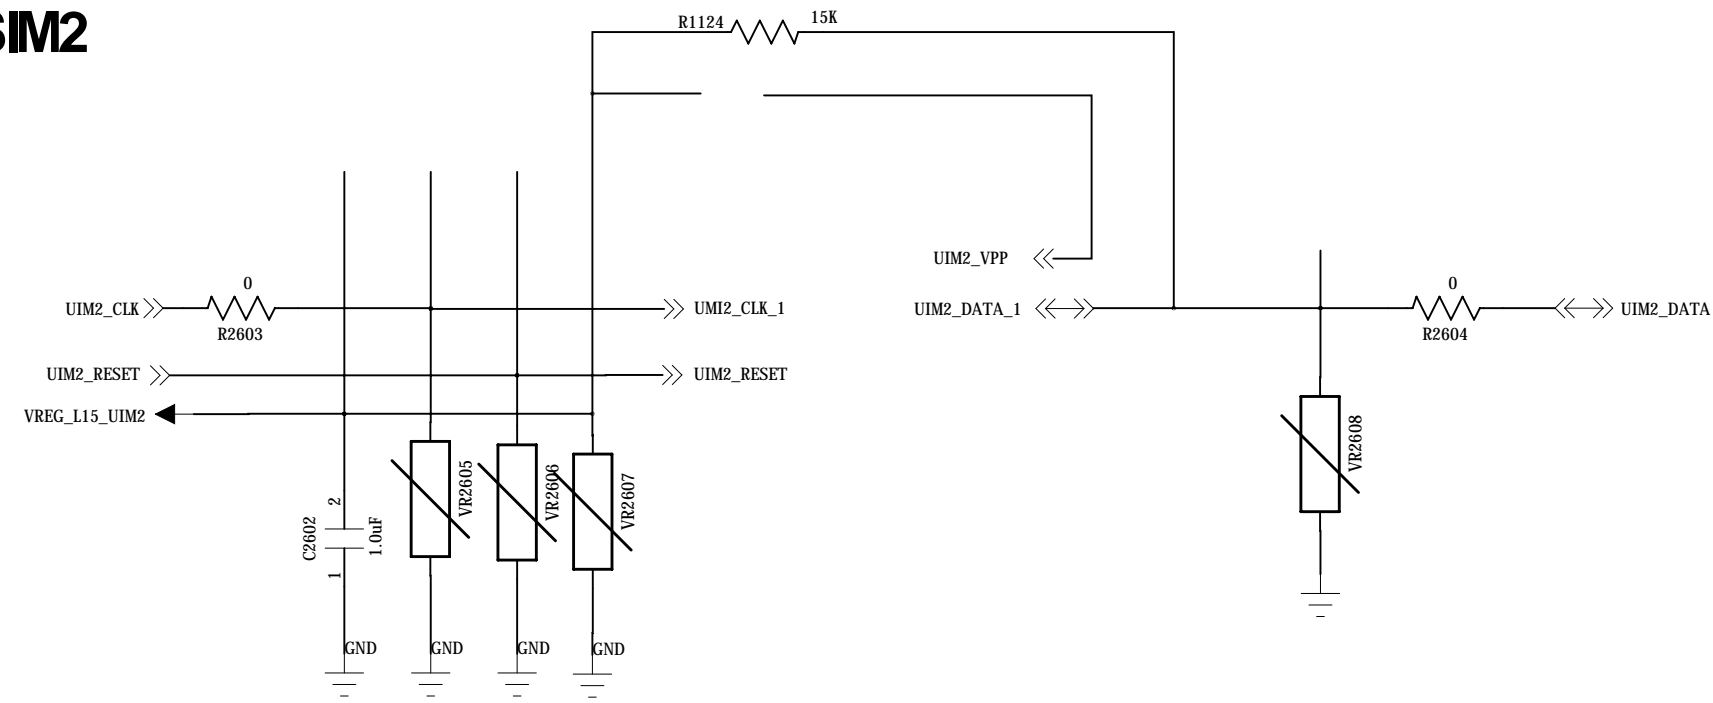 SIM2
R1124
15K
UIM2_VPP
0
0
UIM2_CLK
UMI2_CLK_1
UIM2_DATA_1
UIM2_DATA
R2603
R2604
UIM2_RESET
UIM2_RESET
VREG_L15_UIM2
VR2605
VR2606
VR2607
VR2608
2
C2602
1.0uF
1
GND
GND
GND
GND